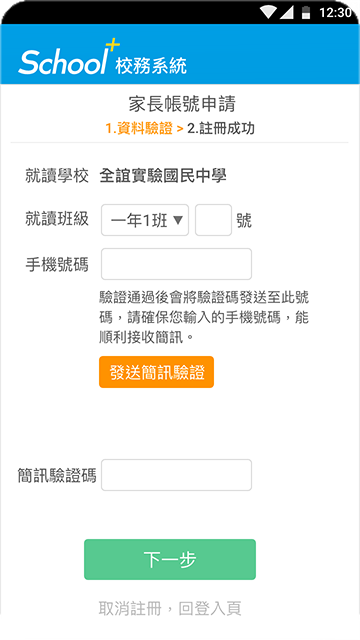 12:30
School+ 校務系統
家長帳號申請
1.資料驗證 > 2.註冊成功
就讀學校 全誼實驗國民中學
就讀班級 一年1班▼ 號
手機號碼
驗證通過後會將驗證碼發送至此號
碼，請確保您輸入的手機號碼，能
順利接收簡訊。
發送簡訊驗證
簡訊驗證碼
下一步
取消註冊，回登入頁